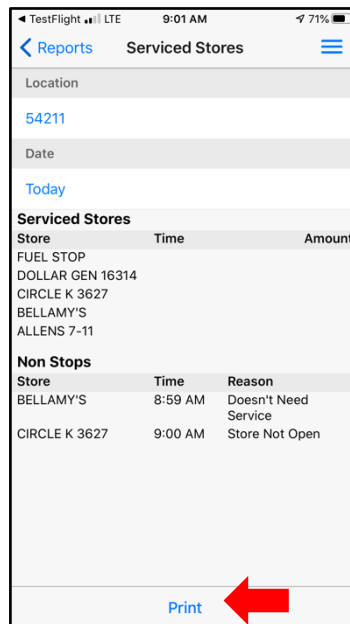 TestFlight LTE 9:01 AM 71%
Reports Serviced Stores
Location
54211
Date
Today
Serviced Stores
Store Time Amount
FUEL STOP
DOLLAR GEN 16314
CIRCLE K 3627
BELLAMY'S
ALLENS 7-11
Non Stops
Store Time Reason
BELLAMY'S 8:59 AM Doesn't Need
Service
CIRCLE K 3627 9:00 AM Store Not Open
Print